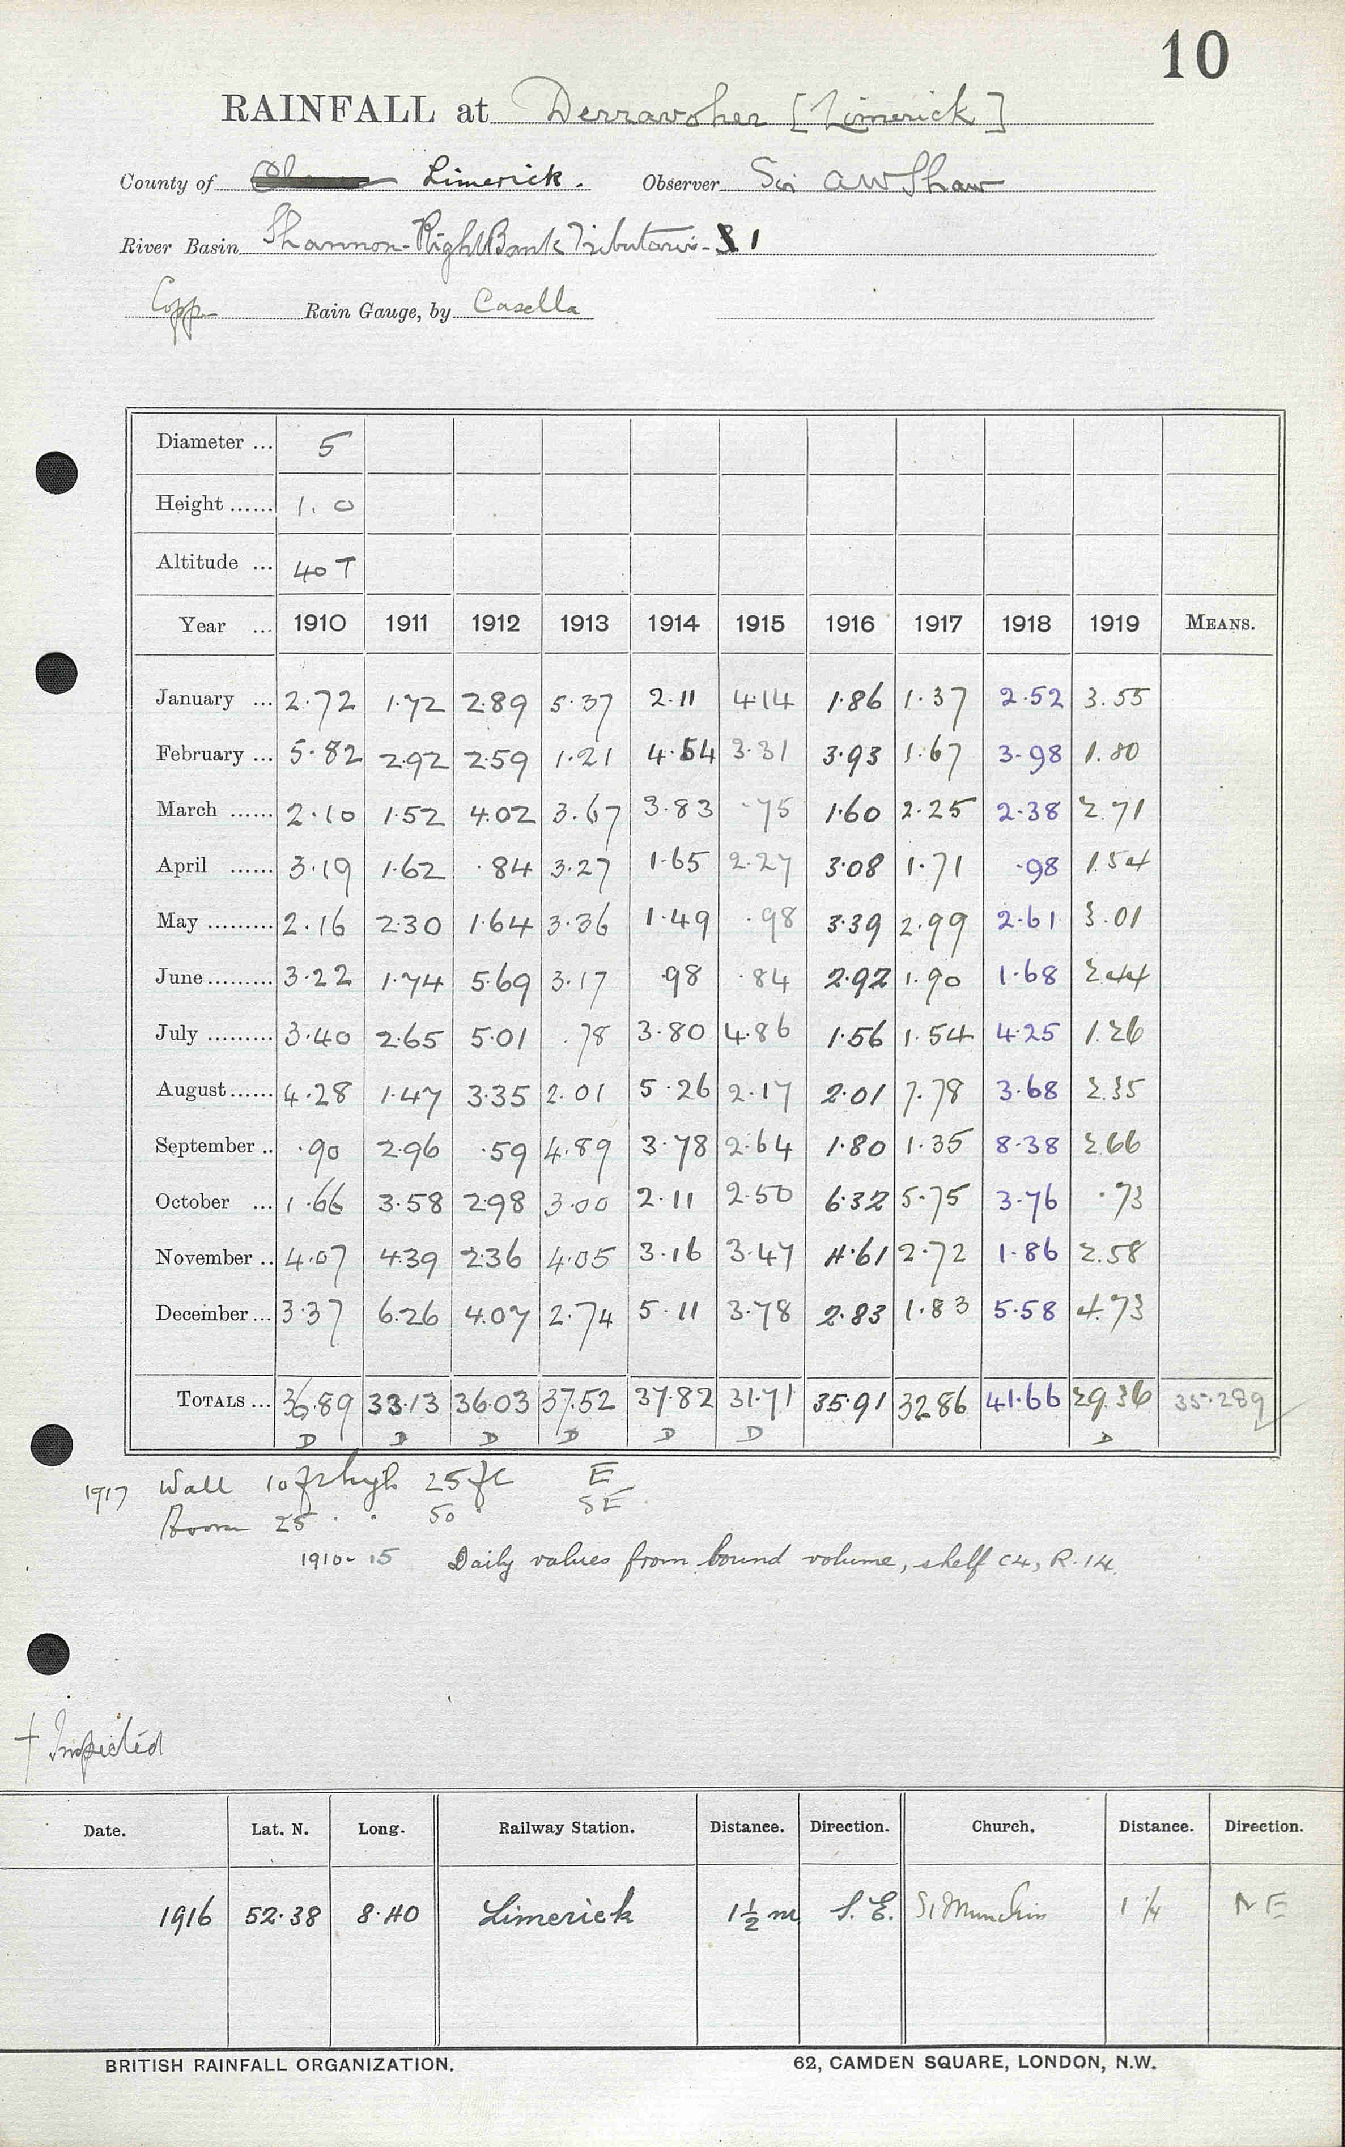 10
RAINFALL at Derravoher [Limerick]
County of Limerick. Observer Sir A W Shaw
River Basin Shannon-Right Bank Tributaries- 1
Copp Rain Gauge, by Casella
Diameter ... 5
Height ...... 1.0
Altitude ... 40 T
Year ... 1910 1911 1912 1913 1914 1915 1916 1917 1918 1919 MEANS.
January ... 2.72 1.72 2.89 5.37 2.11 4.14 1.86 1.37 2.52 3.55
February ... 5.82 2.92 2.59 1.21 4.54 3.31 3.93 1.67 3.98 1.80
March ...... 2.10 1.52 4.02 3.67 3.83 .75 1.60 2.25 2.38 2.71
April ...... 3.19 1.62 .84 3.27 1.65 2.27 3.08 1.71 .98 1.54
May ......... 2.16 2.30 1.64 3.36 1.49 .98 3.39 2.99 2.61 3.01
June ......... 3.22 1.74 5.69 3.17 .98 .84 2.92 1.90 1.68 2.44
July ......... 3.40 2.65 5.01 .78 3.80 4.86 1.56 1.54 4.25 1.26
August ...... 4.28 1.47 3.35 2.01 5.26 2.17 2.01 7.78 3.68 2.35
September .. .90 2.96 .59 4.89 3.78 2.64 1.80 1.35 8.38 2.66
October ... 1.66 3.58 2.98 3.00 2.11 2.50 6.32 5.75 3.76 .73
November .. 4.07 4.39 2.36 4.05 3.16 3.47 4.61 2.72 1.86 2.58
December ... 3.37 6.26 4.07 2.74 5.11 3.78 2.83 1.83 5.58 4.73
TOTALS ... 36.89 33.13 36.03 37.52 37.82 31.71 35.91 32.86 41.66 29.36 35.289
D D D D D D D
1917 Wall 10 ft high 25 ft E
25 " " 50 " SE
1910-15 Daily values from bound volume, shelf C4, R.14.
† Inspected
Date. Lat. N. Long. Railway Station. Distance. Direction. Church. Distance. Direction.
1916 52.38 8.40 Limerick 1½ m S.E. St Munchin 1¼ NE
BRITISH RAINFALL ORGANIZATION. 62, CAMDEN SQUARE, LONDON, N.W.